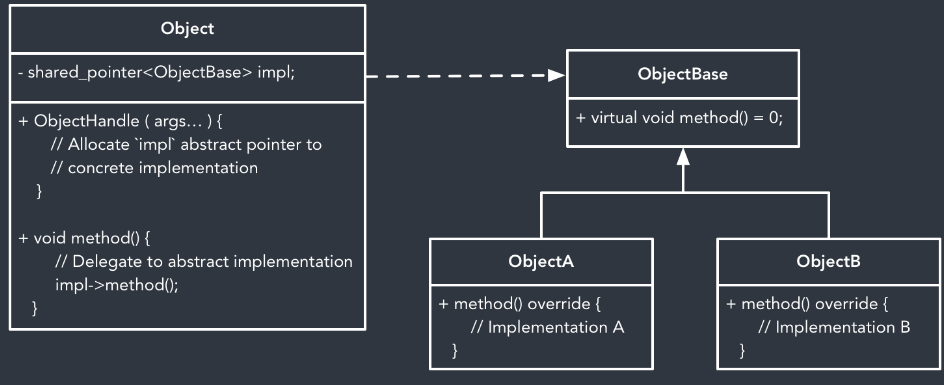 Object
- shared_pointer<ObjectBase> impl;
+ ObjectHandle ( args... ) {
// Allocate `impl` abstract pointer to
// concrete implementation
}
+ void method() {
// Delegate to abstract implementation
impl->method();
}
ObjectBase
+ virtual void method() = 0;
ObjectA
+ method() override {
// Implementation A
}
ObjectB
+ method() override {
// Implementation B
}